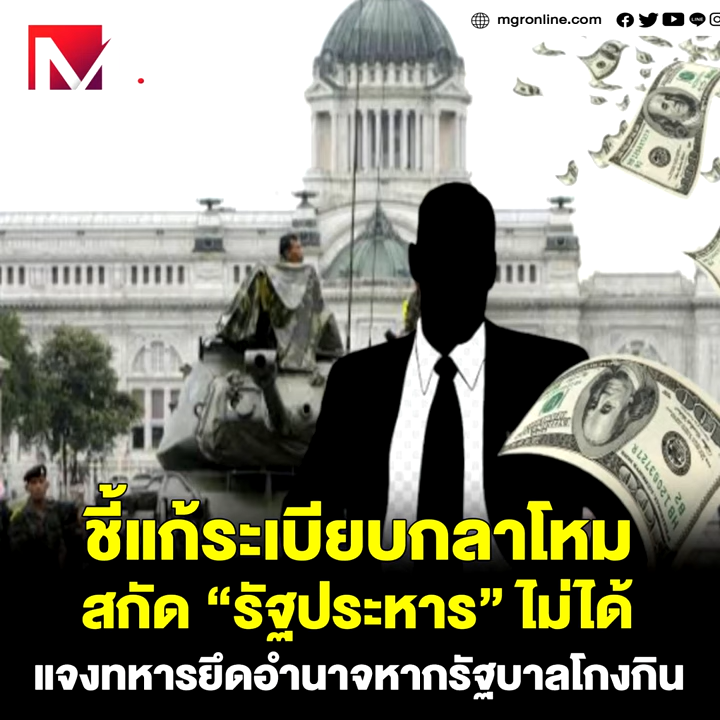 mgronline.com
M
ชี้แก้ระเบียบกลาโหม
สกัด “รัฐประหาร” ไม่ได้
แจงทหารยึดอำนาจหากรัฐบาลโกงกิน